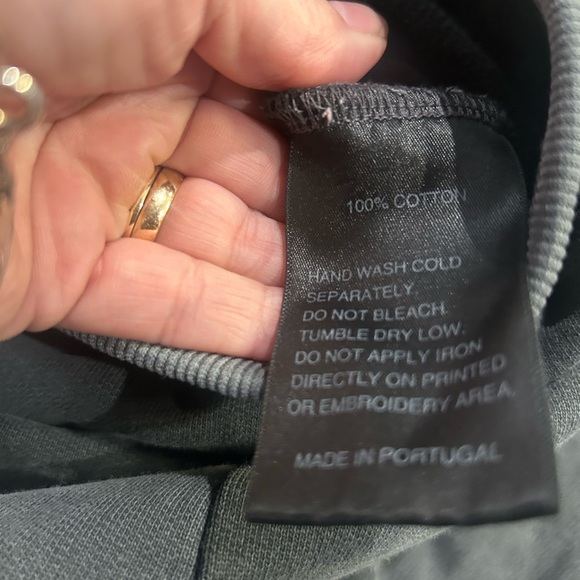 100% COTTON
HAND WASH COLD
SEPARATELY.
DO NOT BLEACH.
TUMBLE DRY LOW.
DO NOT APPLY IRON
DIRECTLY ON PRINTED
OR EMBROIDERY AREA.
MADE IN PORTUGAL